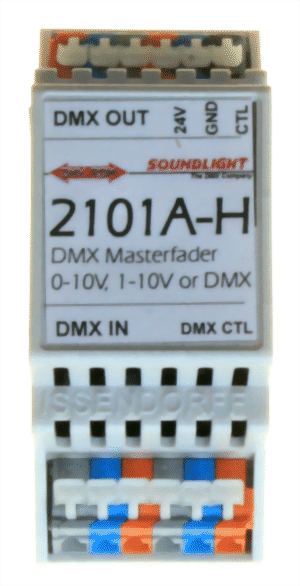 DMX OUT 24V GND CTL
SOUNDLIGHT
The DMX Company
2101A-H
DMX Masterfader
0-10V, 1-10V or DMX
DMX IN DMX CTL
ISSENDORFF